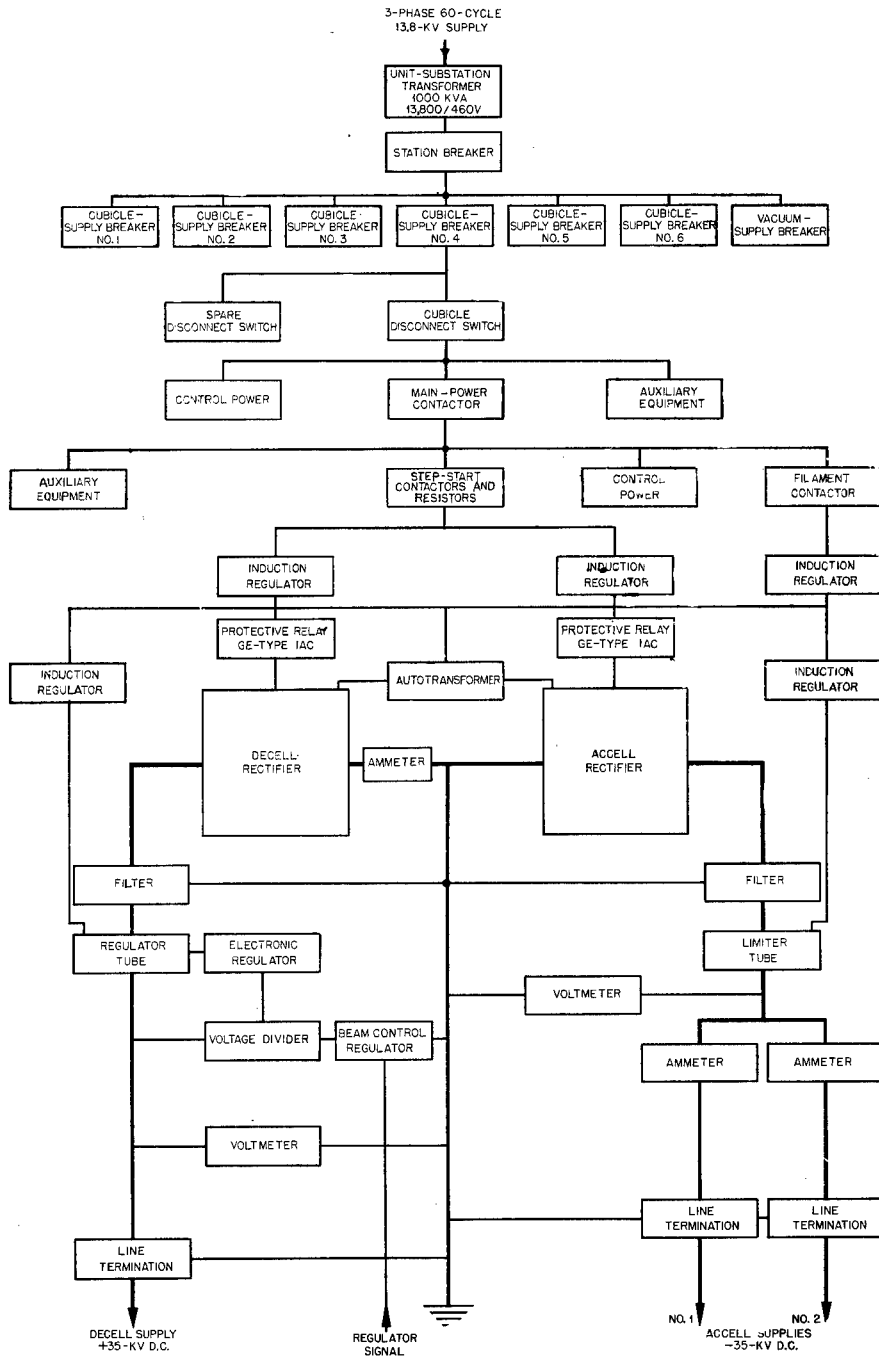 3-PHASE 60-CYCLE
13.8-KV SUPPLY
UNIT-SUBSTATION
TRANSFORMER
1000 KVA
13,800/460V
STATION BREAKER
CUBICLE-
SUPPLY BREAKER
NO. 1
CUBICLE-
SUPPLY BREAKER
NO. 2
CUBICLE-
SUPPLY BREAKER
NO. 3
CUBICLE-
SUPPLY BREAKER
NO. 4
CUBICLE-
SUPPLY BREAKER
NO. 5
CUBICLE-
SUPPLY BREAKER
NO. 6
VACUUM-
SUPPLY BREAKER
SPARE
DISCONNECT SWITCH
CUBICLE
DISCONNECT SWITCH
CONTROL POWER
MAIN-POWER
CONTACTOR
AUXILIARY
EQUIPMENT
AUXILIARY
EQUIPMENT
STEP-START
CONTACTORS AND
RESISTORS
CONTROL
POWER
FILAMENT
CONTACTOR
INDUCTION
REGULATOR
INDUCTION
REGULATOR
INDUCTION
REGULATOR
PROTECTIVE RELAY
GE-TYPE IAC
PROTECTIVE RELAY
GE-TYPE IAC
INDUCTION
REGULATOR
AUTOTRANSFORMER
INDUCTION
REGULATOR
DECELL-
RECTIFIER
AMMETER
ACCELL
RECTIFIER
FILTER
FILTER
REGULATOR
TUBE
ELECTRONIC
REGULATOR
LIMITER
TUBE
VOLTMETER
VOLTAGE DIVIDER
BEAM CONTROL
REGULATOR
AMMETER
AMMETER
VOLTMETER
LINE
TERMINATION
LINE
TERMINATION
LINE
TERMINATION
DECELL SUPPLY
+35-KV D.C.
REGULATOR
SIGNAL
NO. 1
NO. 2
ACCELL SUPPLIES
-35-KV D.C.